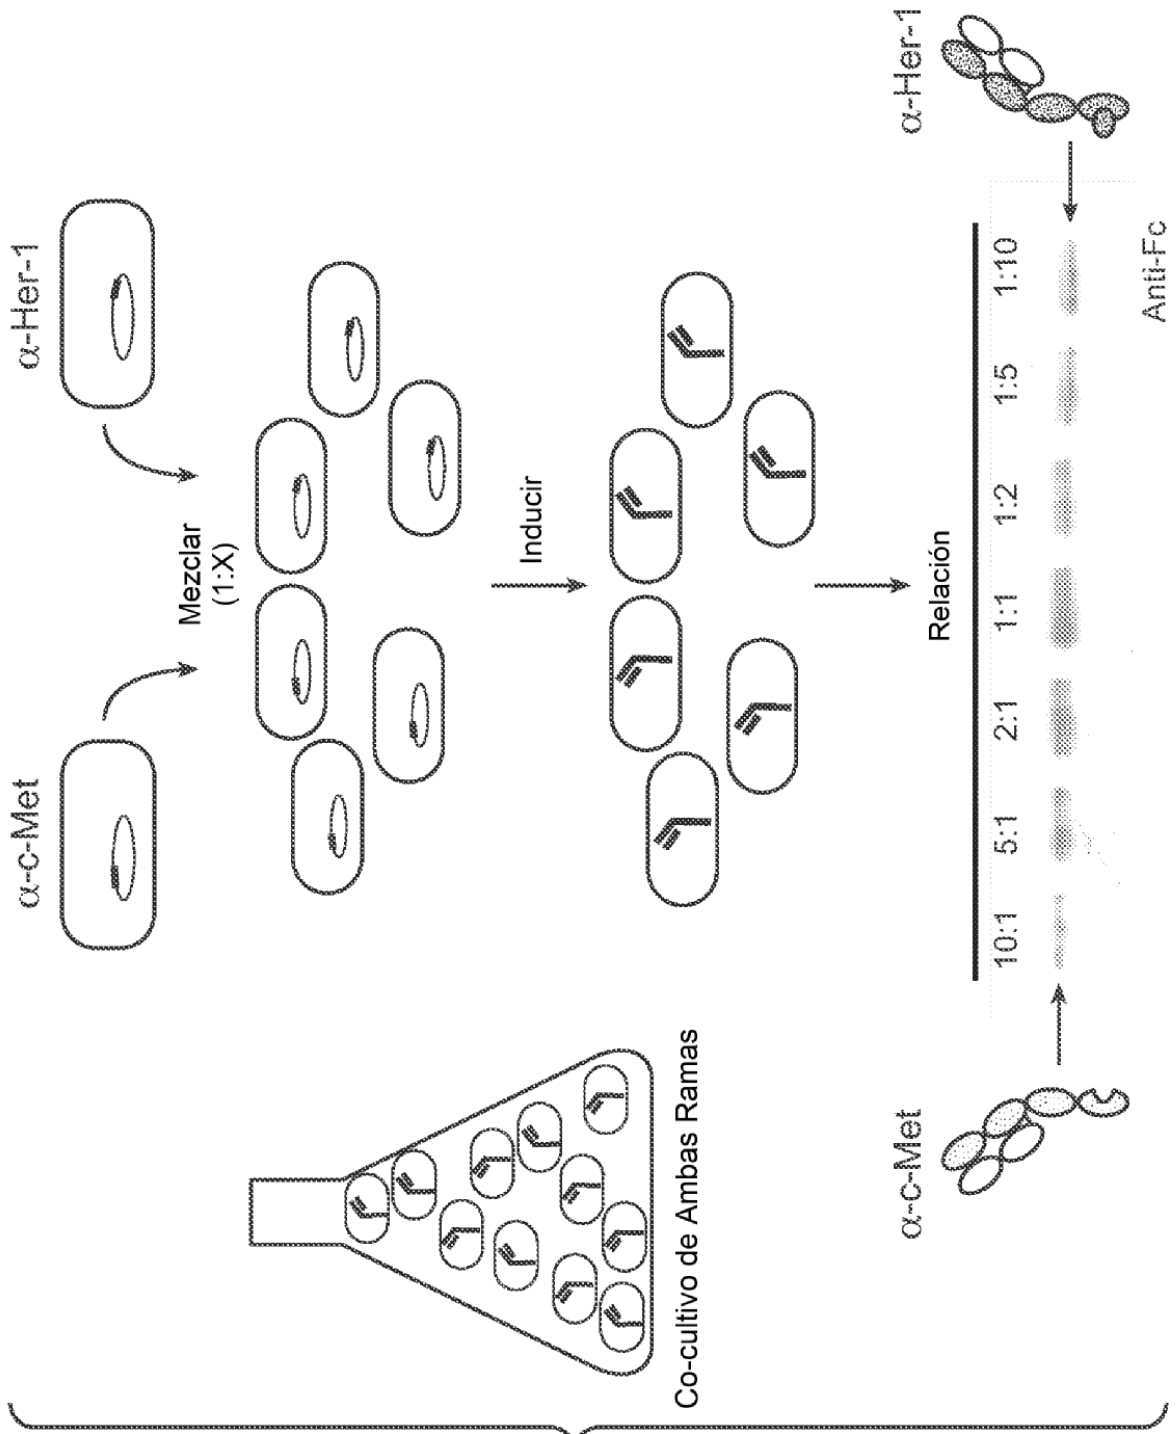 α-c-Met
α-Her-1
Mezclar
(1:X)
Inducir
Co-cultivo de Ambas Ramas
Relación
10:1 5:1 2:1 1:1 1:2 1:5 1:10
α-c-Met
α-Her-1
Anti-Fc